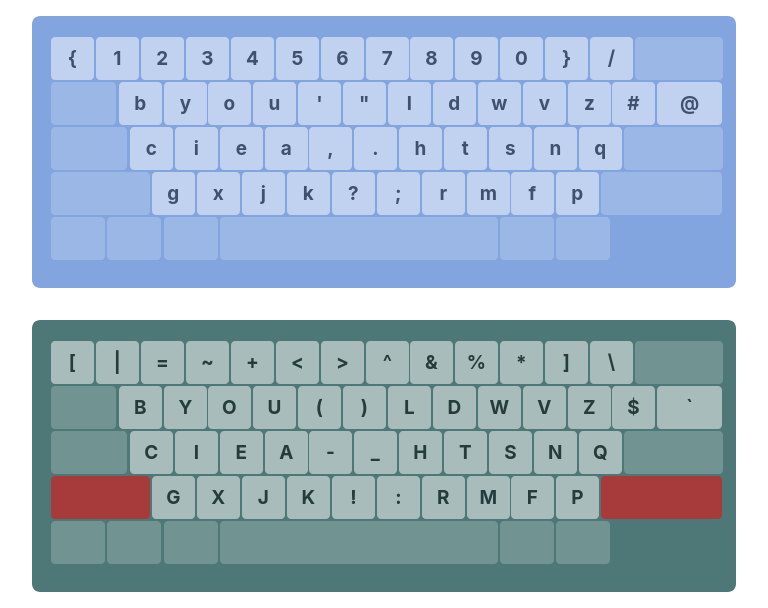 { 1 2 3 4 5 6 7 8 9 0 } /
b y o u ' " l d w v z # @
c i e a , . h t s n q
g x j k ? ; r m f p
[ | = ~ + < > ^ & % * ] \
B Y O U ( ) L D W V Z $ `
C I E A - _ H T S N Q
G X J K ! : R M F P